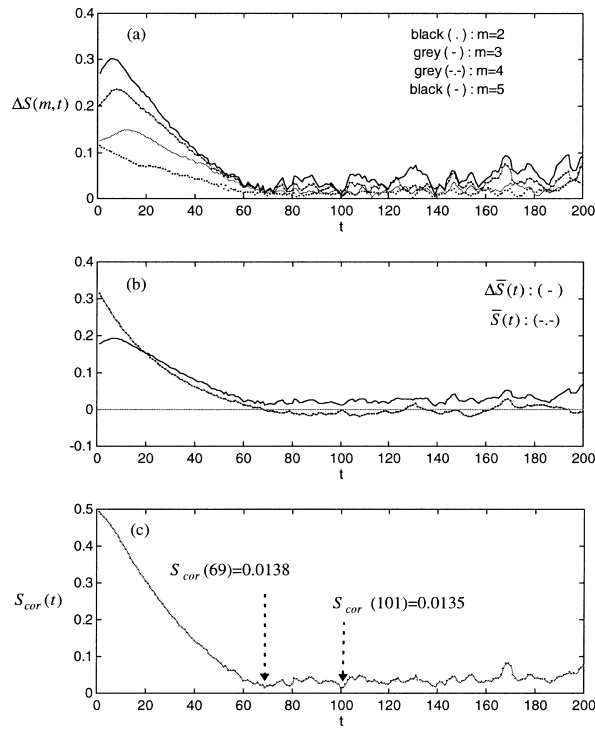 (a)
black ( . ) : m=2
grey ( - ) : m=3
grey (-.-) : m=4
black ( - ) : m=5
ΔS(m,t)
0.4
0.3
0.2
0.1
0
0 20 40 60 80 100 120 140 160 180 200
t
(b)
ΔS̅(t) : ( - )
S̅(t) : (-.-)
0.4
0.3
0.2
0.1
0
-0.1
0 20 40 60 80 100 120 140 160 180 200
t
(c)
S cor (69)=0.0138
S cor (101)=0.0135
S cor (t)
0.5
0.4
0.3
0.2
0.1
0
0 20 40 60 80 100 120 140 160 180 200
t